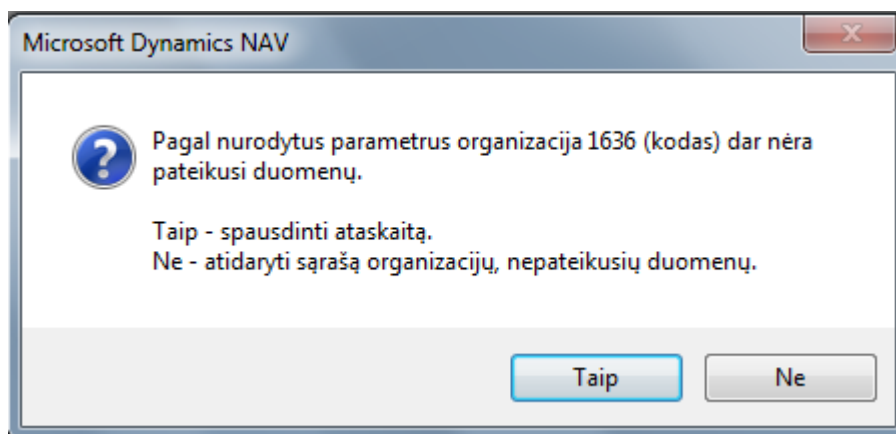 Microsoft Dynamics NAV
Pagal nurodytus parametrus organizacija 1636 (kodas) dar nėra
pateikusi duomenų.
Taip - spausdinti ataskaitą.
Ne - atidaryti sąrašą organizacijų, nepateikusių duomenų.
Taip
Ne